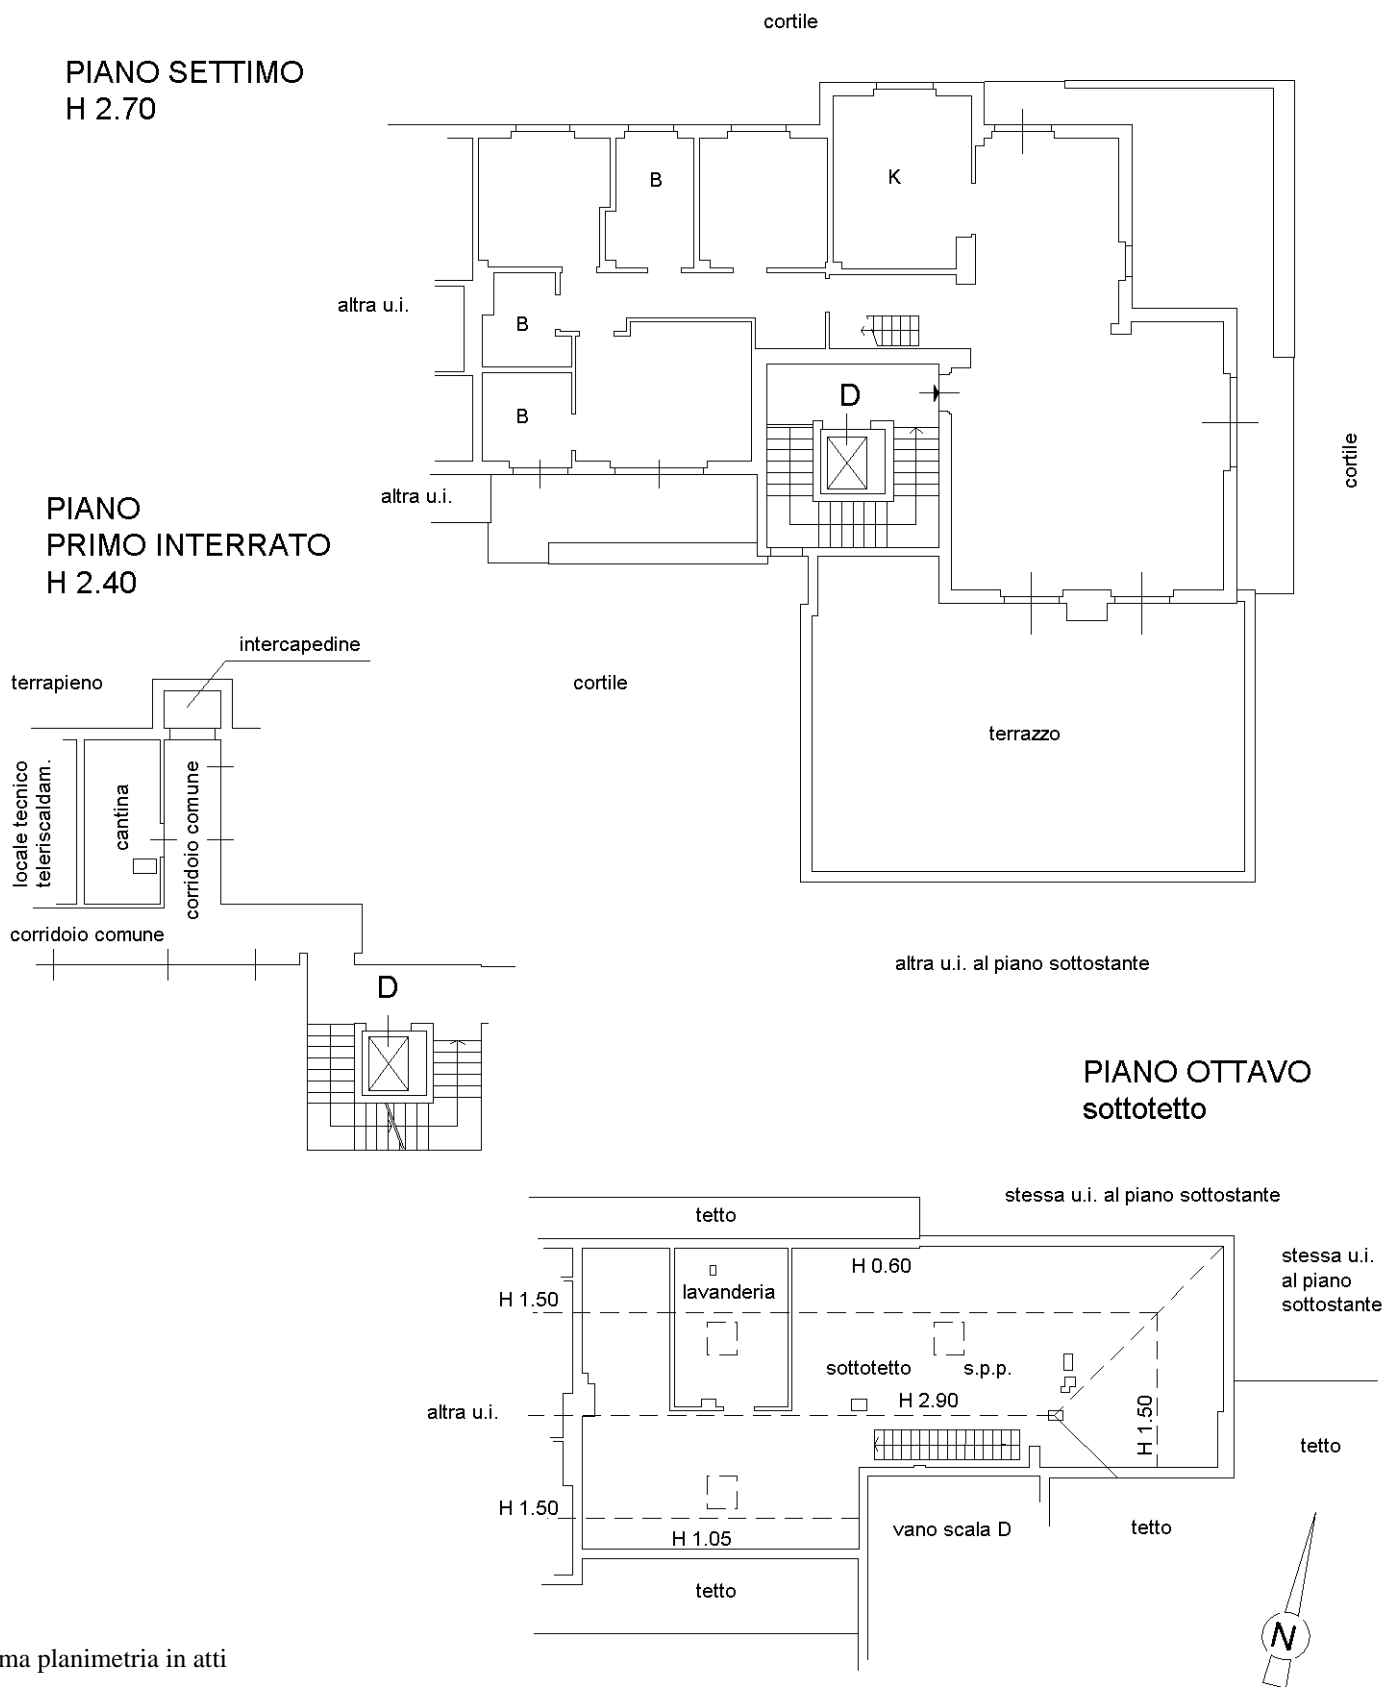 cortile
PIANO SETTIMO
H 2.70
B
K
altra u.i.
B
D
B
cortile
altra u.i.
PIANO
PRIMO INTERRATO
H 2.40
intercapedine
terrapieno
cortile
terrazzo
locale tecnico
teleriscaldam.
cantina
corridoio comune
corridoio comune
altra u.i. al piano sottostante
D
PIANO OTTAVO
sottotetto
stessa u.i. al piano sottostante
tetto
stessa u.i.
al piano
sottostante
H 0.60
lavanderia
H 1.50
sottotetto
s.p.p.
H 2.90
altra u.i.
H 1.50
tetto
H 1.50
vano scala D
tetto
H 1.05
tetto
N
ma planimetria in atti